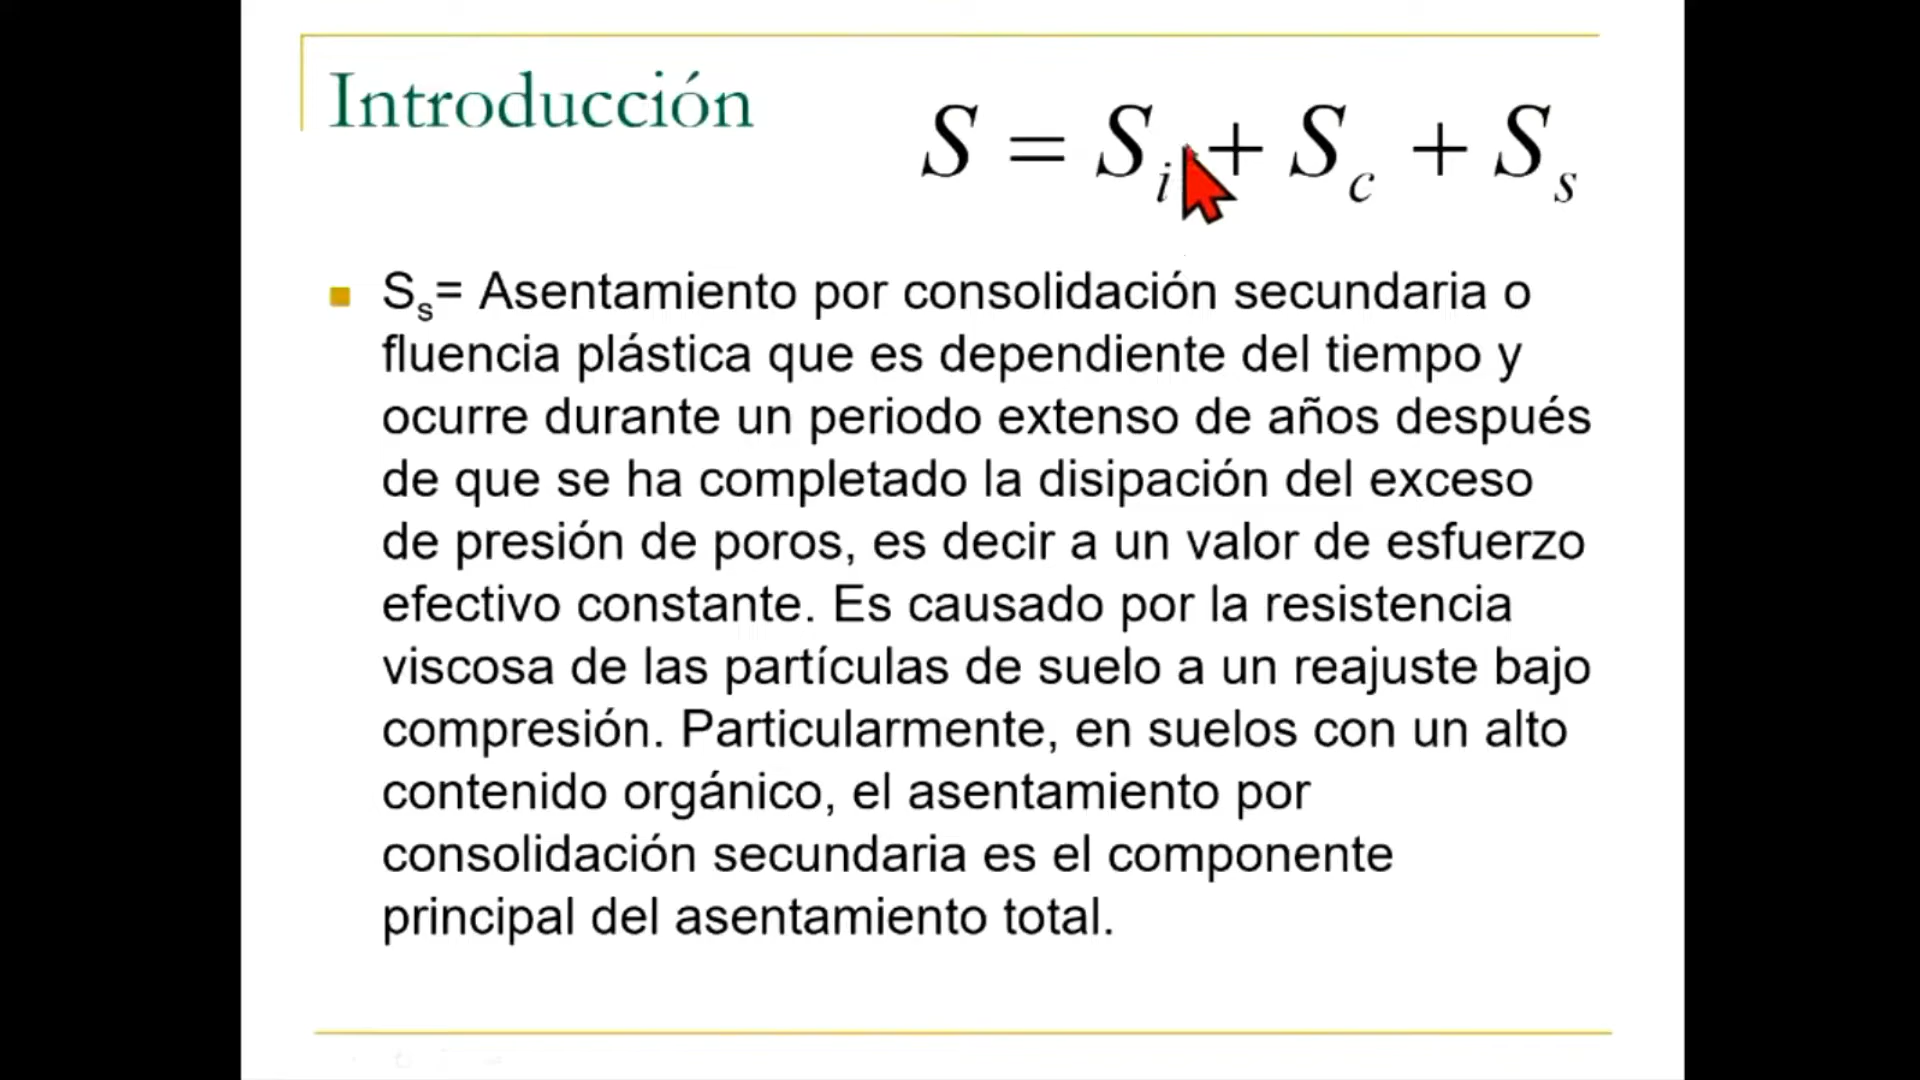 Introducción
S = Si + Sc + Ss
Ss= Asentamiento por consolidación secundaria o
fluencia plástica que es dependiente del tiempo y
ocurre durante un periodo extenso de años después
de que se ha completado la disipación del exceso
de presión de poros, es decir a un valor de esfuerzo
efectivo constante. Es causado por la resistencia
viscosa de las partículas de suelo a un reajuste bajo
compresión. Particularmente, en suelos con un alto
contenido orgánico, el asentamiento por
consolidación secundaria es el componente
principal del asentamiento total.